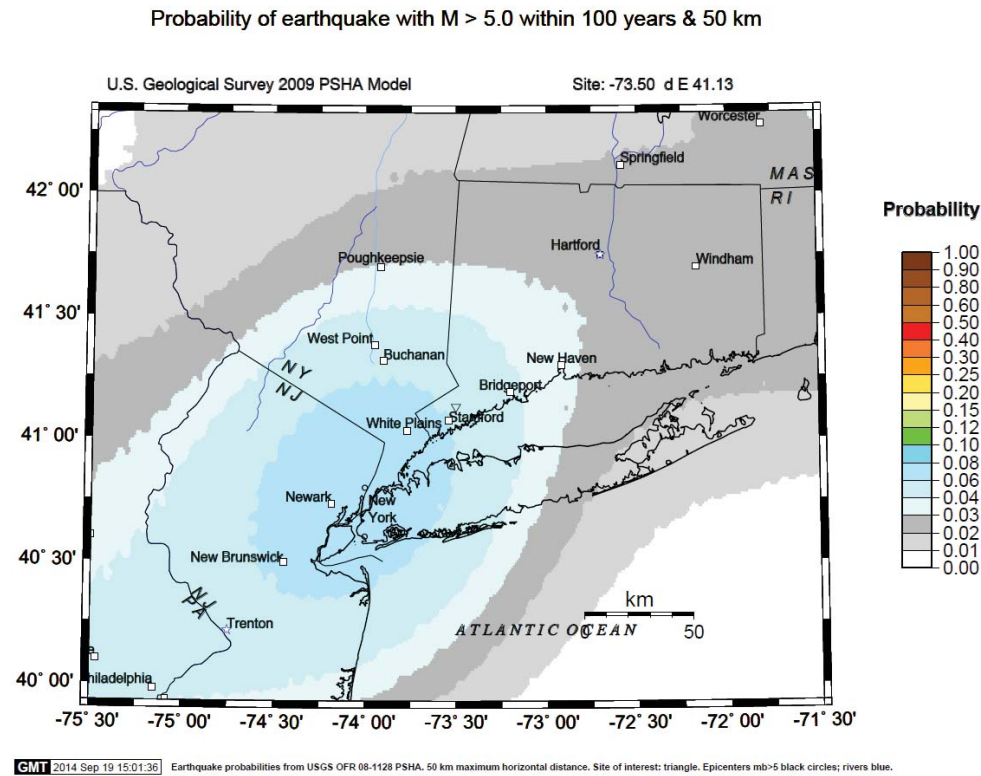 Probability of earthquake with M > 5.0 within 100 years & 50 km
U.S. Geological Survey 2009 PSHA Model
Site: -73.50 d E 41.13
Worcester
Springfield
42° 00'
MAS
RI
Probability
Hartford
Windham
Poughkeepsie
1.00
0.90
0.80
0.60
0.50
0.40
0.30
0.25
0.20
0.15
0.12
0.10
0.08
0.06
0.04
0.03
0.02
0.01
0.00
41° 30'
West Point
Buchanan
New Haven
NY
NJ
Bridgeport
41° 00'
White Plains
Stamford
Newark
New
York
40° 30'
New Brunswick
NJ
PA
km
0 50
Trenton
ATLANTIC OCEAN
e
hiladelphia
40° 00'
-75° 30' -75° 00' -74° 30' -74° 00' -73° 30' -73° 00' -72° 30' -72° 00' -71° 30'
GMT 2014 Sep 19 15:01:36 Earthquake probabilities from USGS OFR 08-1128 PSHA. 50 km maximum horizontal distance. Site of interest: triangle. Epicenters mb>5 black circles; rivers blue.